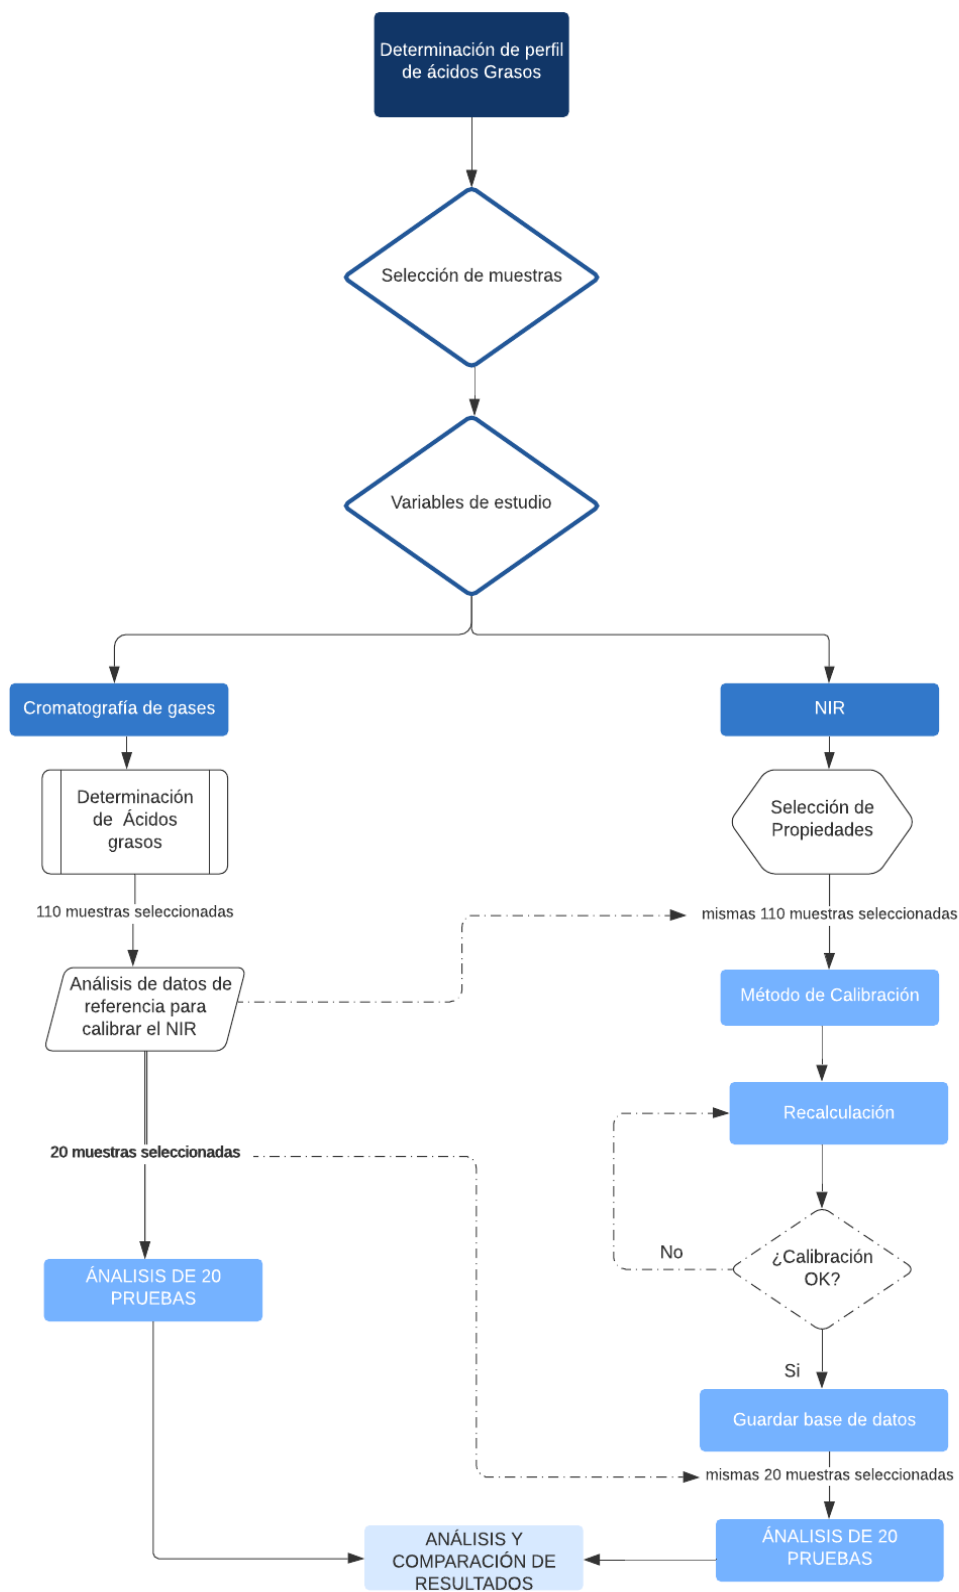 Determinación de perfil
de ácidos Grasos
Selección de muestras
Variables de estudio
Cromatografía de gases
NIR
Determinación
de Ácidos
grasos
Selección de
Propiedades
110 muestras seleccionadas
mismas 110 muestras seleccionadas
Análisis de datos de
referencia para
calibrar el NIR
Método de Calibración
Recalculación
20 muestras seleccionadas
No
¿Calibración
OK?
ÁNALISIS DE 20
PRUEBAS
Si
Guardar base de datos
mismas 20 muestras seleccionadas
ANÁLISIS Y
COMPARACIÓN DE
RESULTADOS
ÁNALISIS DE 20
PRUEBAS